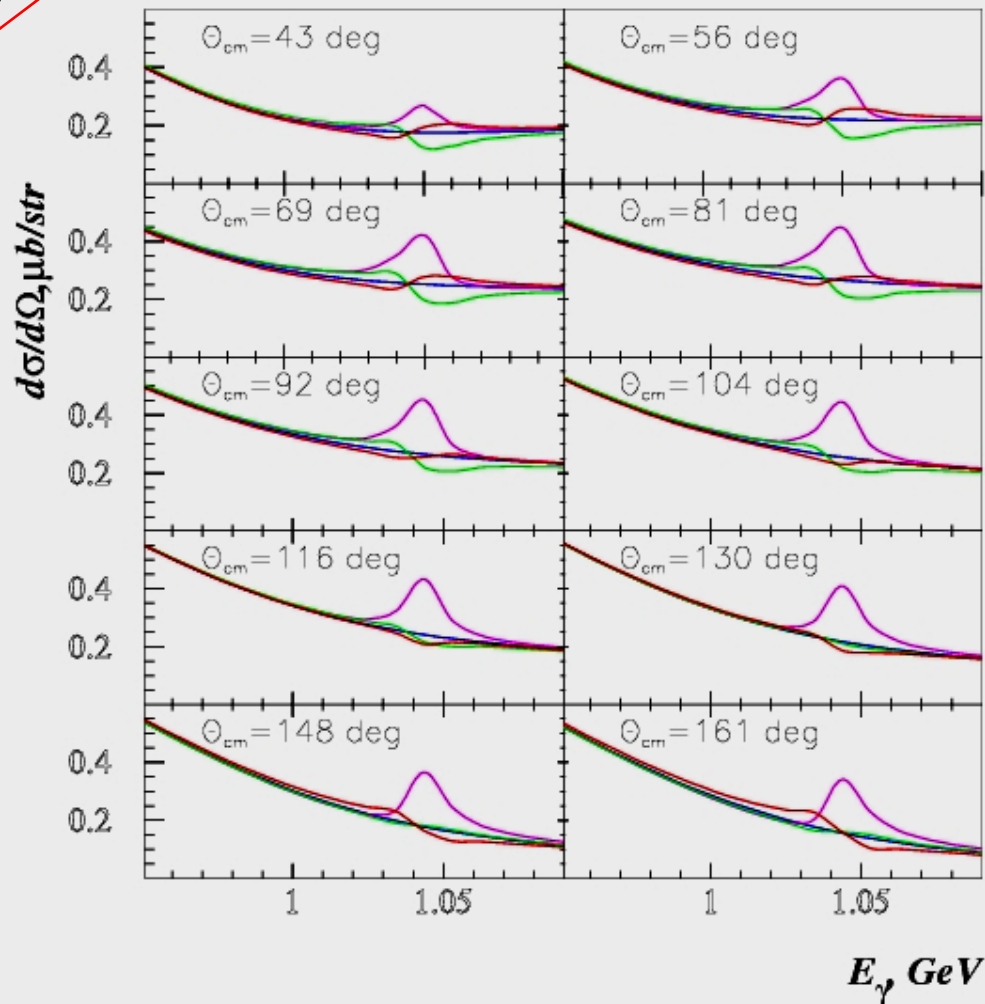 Θcm=43 deg
Θcm=56 deg
0.4
0.2
Θcm=69 deg
Θcm=81 deg
0.4
0.2
Θcm=92 deg
Θcm=104 deg
0.4
0.2
Θcm=116 deg
Θcm=130 deg
0.4
0.2
Θcm=148 deg
Θcm=161 deg
0.4
0.2
1
1.05
1
1.05
dσ/dΩ,μb/str
Eγ, GeV